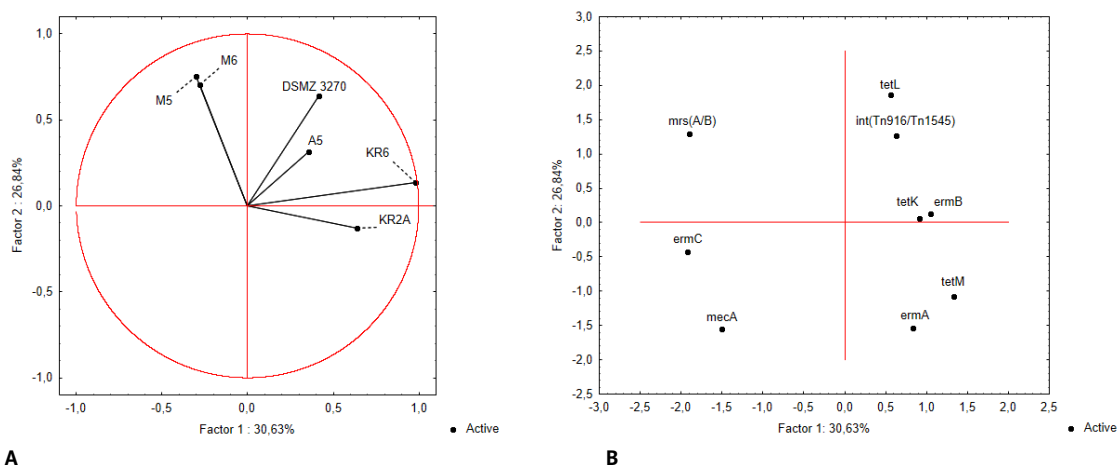 1,0
0,5
0,0
-0,5
-1,0
Factor 2 : 26,84%
M6
M5
DSMZ 3270
A5
KR6
KR2A
-1,0 -0,5 0,0 0,5 1,0
Factor 1 : 30,63%
Active
A
3,0
2,5
2,0
1,5
1,0
0,5
0,0
-0,5
-1,0
-1,5
-2,0
-2,5
Factor 2: 26,84%
tetL
mrs(A/B)
int(Tn916/Tn1545)
tetK ermB
ermC
tetM
mecA
ermA
-3,0 -2,5 -2,0 -1,5 -1,0 -0,5 0,0 0,5 1,0 1,5 2,0 2,5
Factor 1: 30,63%
Active
B